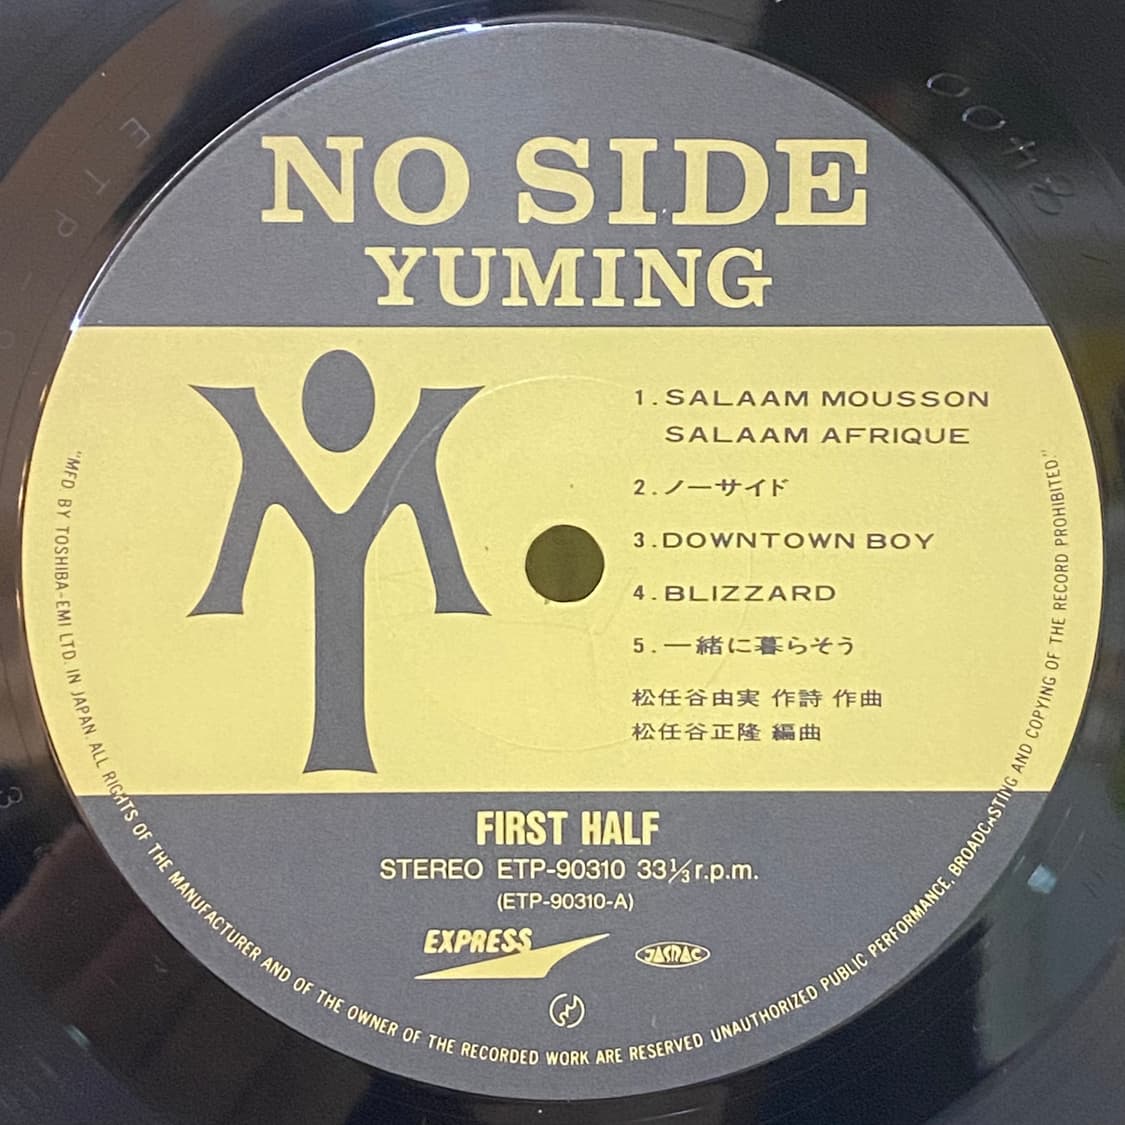 NO SIDE
YUMING
1. SALAAM MOUSSON
SALAAM AFRIQUE
2. ノーサイド
3. DOWNTOWN BOY
4. BLIZZARD
5. 一緒に暮らそう
松任谷由実 作詩 作曲
松任谷正隆 編曲
FIRST HALF
STEREO ETP-90310 33⅓r.p.m.
(ETP-90310-A)
EXPRESS
JASRAC
"MFD. BY TOSHIBA-EMI LTD. IN JAPAN. ALL RIGHTS OF THE MANUFACTURER AND OF THE OWNER OF THE RECORDED WORK ARE RESERVED UNAUTHORIZED PUBLIC PERFORMANCE, BROADCASTING AND COPYING OF THE RECORD PROHIBITED."